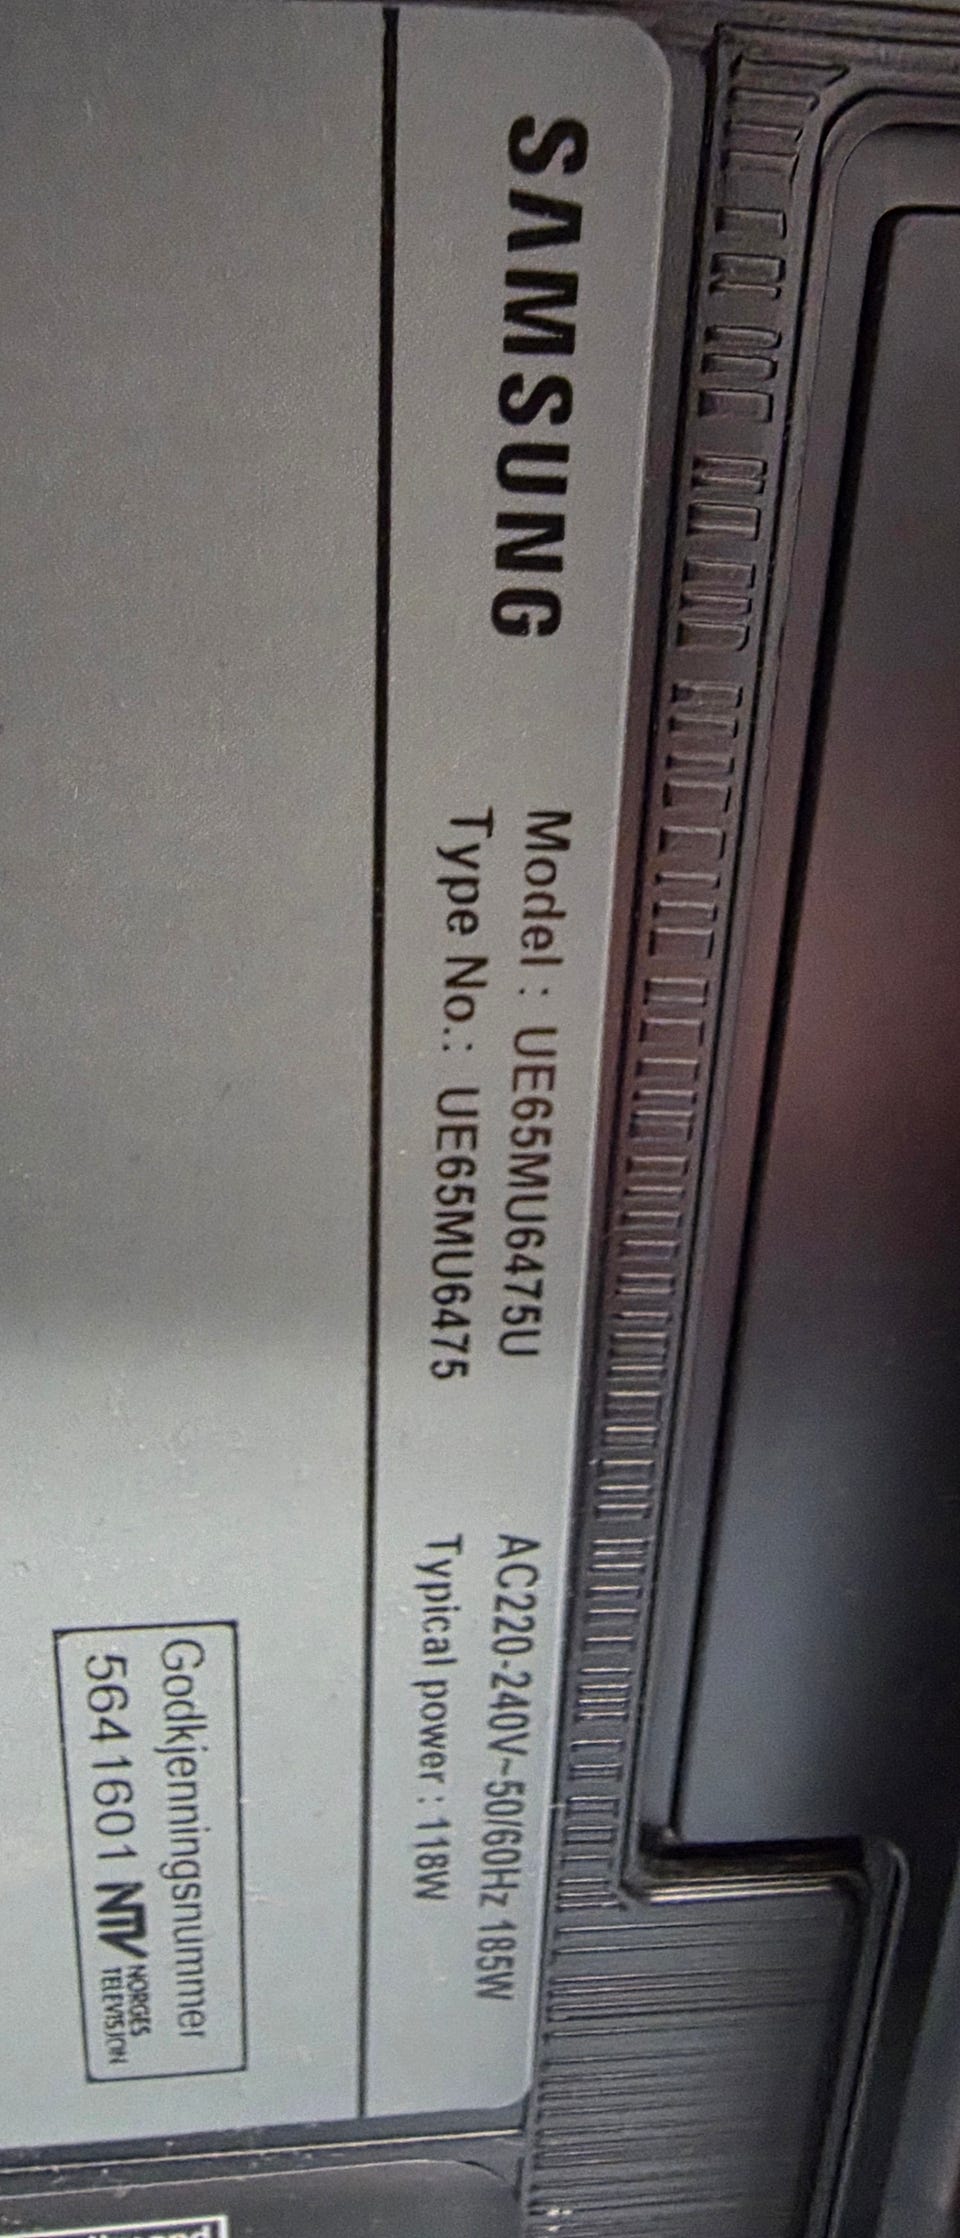 SAMSUNG
Model : UE65MU6475U
Type No.: UE65MU6475
AC220-240V~50/60Hz 185W
Typical power : 118W
Godkjenningsnummer
5641601 NTV NORGES
TELEVISJON